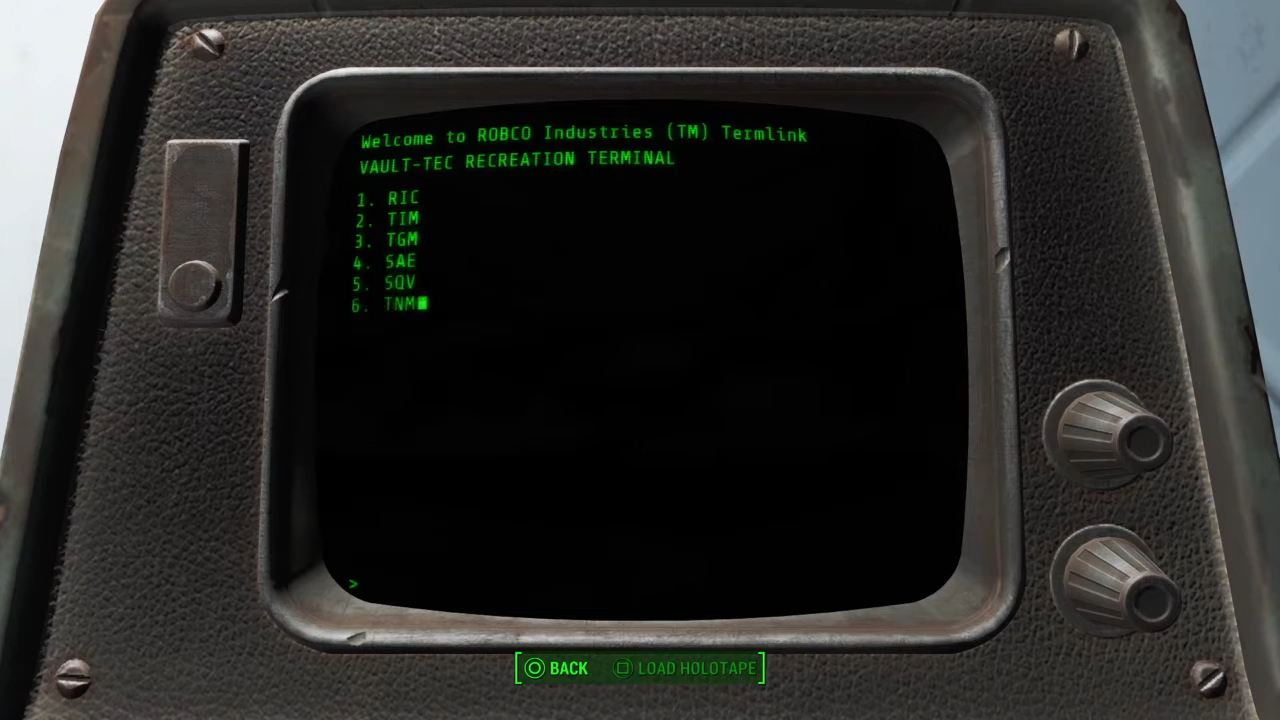 Welcome to ROBCO Industries (TM) Termlink
VAULT-TEC RECREATION TERMINAL
1. RIC
2. TIM
3. TGM
4. SAE
5. SQV
6. TNM
>
BACK LOAD HOLOTAPE